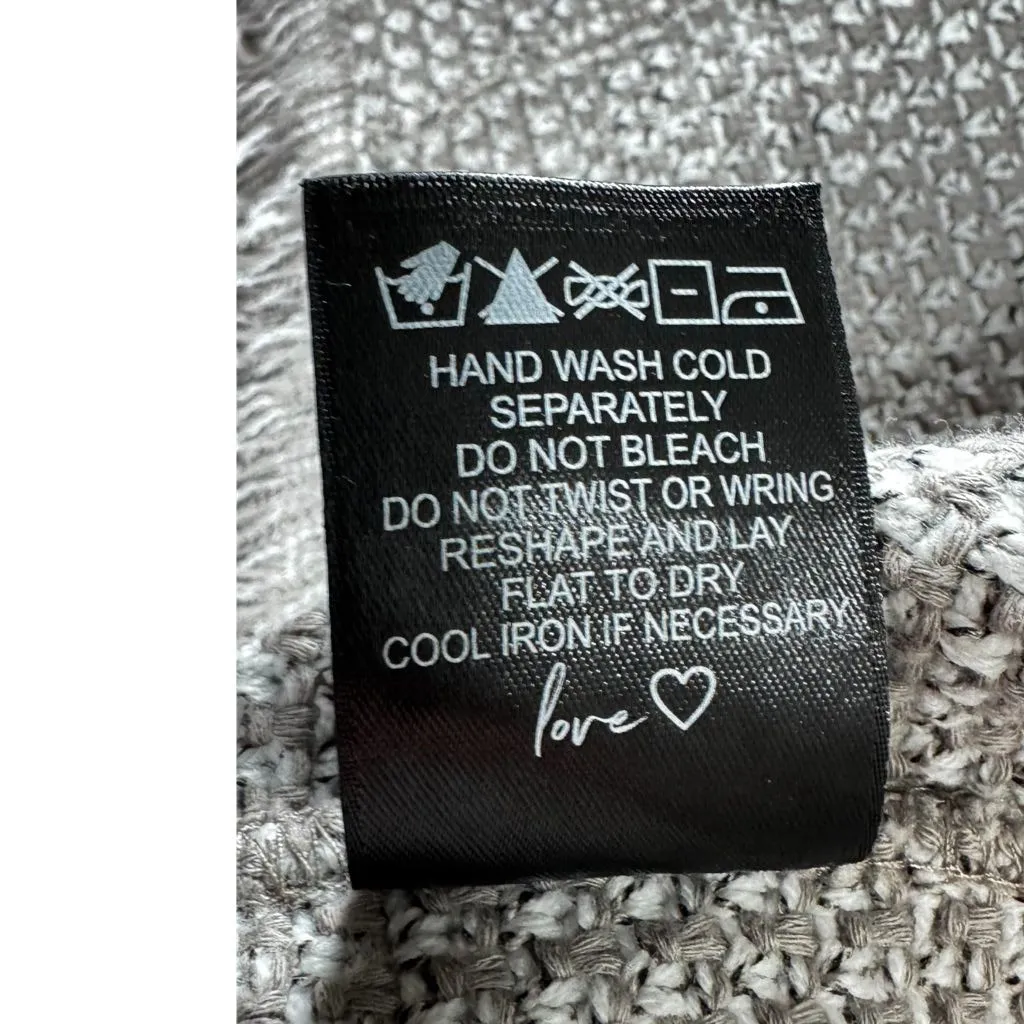 HAND WASH COLD
SEPARATELY
DO NOT BLEACH
DO NOT TWIST OR WRING
RESHAPE AND LAY
FLAT TO DRY
COOL IRON IF NECESSARY
love♡